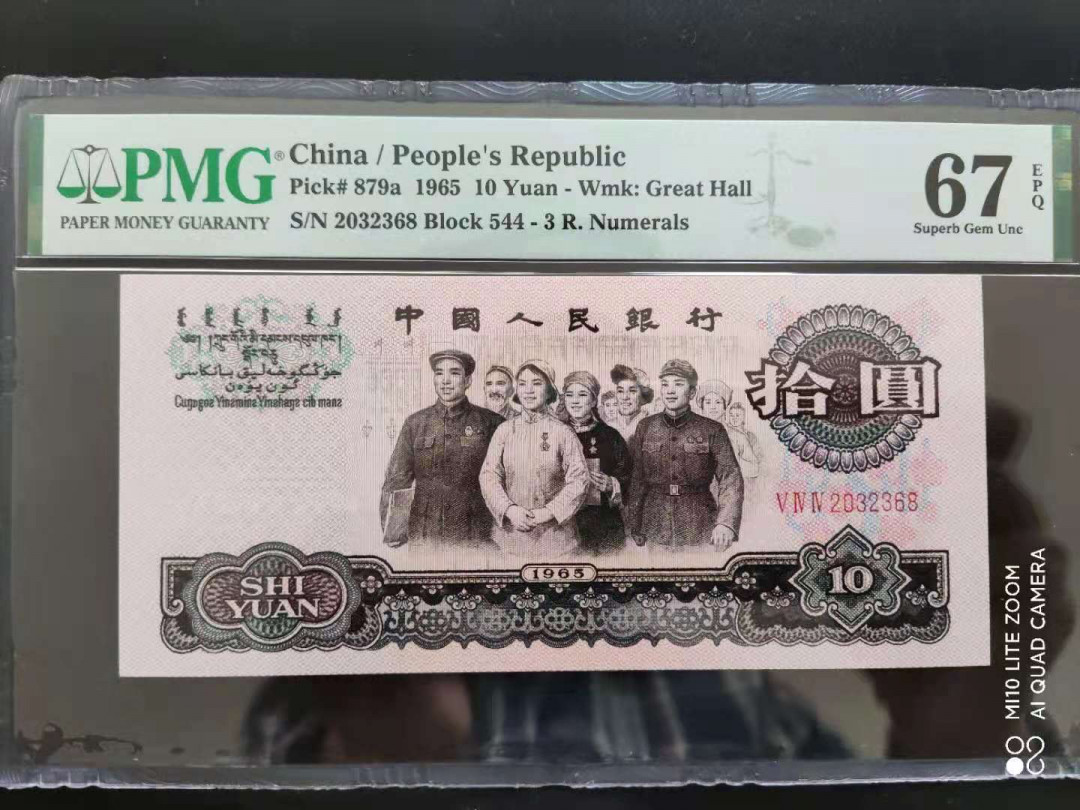 PMG®
PAPER MONEY GUARANTY
China / People's Republic
Pick# 879a 1965 10 Yuan - Wmk: Great Hall
S/N 2032368 Block 544 - 3 R. Numerals
67
EPQ
Superb Gem Unc
中國人民銀行
拾圓
Ⅴ Ⅳ Ⅳ 2032368
1965
SHI
YUAN
10
MI10 LITE ZOOM
AI QUAD CAMERA